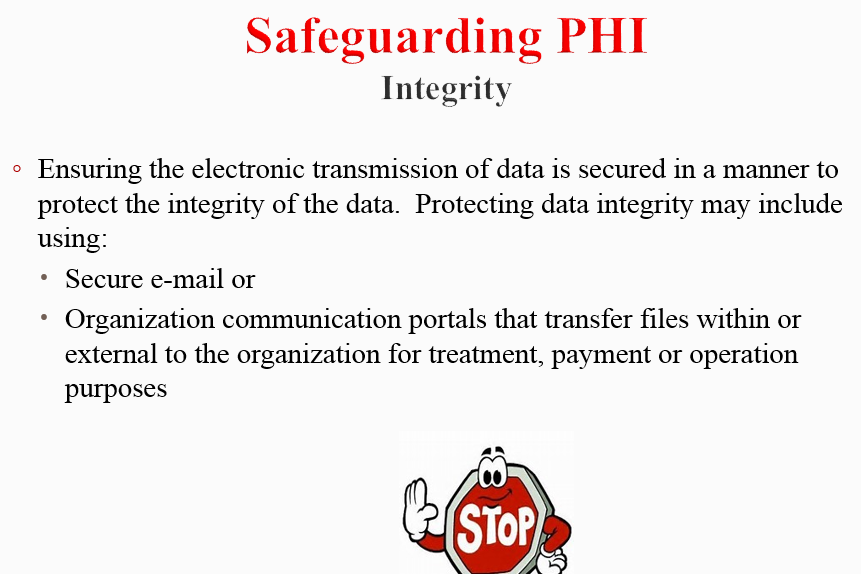 Safeguarding PHI
Integrity
Ensuring the electronic transmission of data is secured in a manner to
protect the integrity of the data.  Protecting data integrity may include
using:
Secure e-mail or
Organization communication portals that transfer files within or
external to the organization for treatment, payment or operation
purposes
STOP